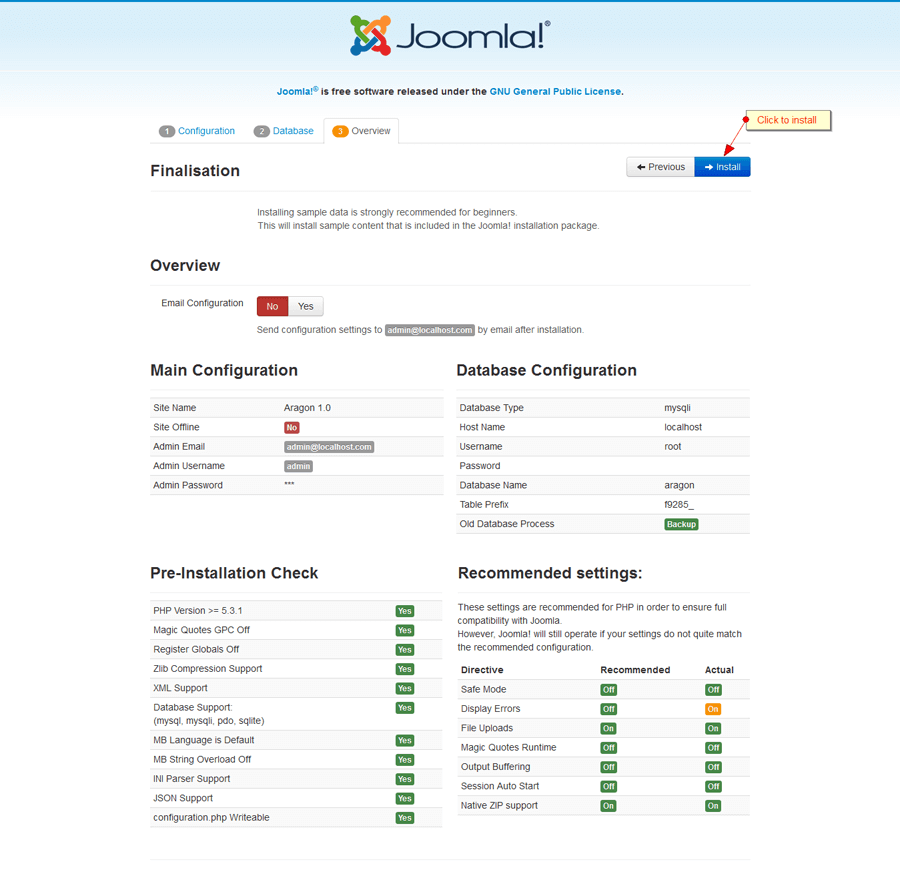 Joomla!®
Joomla!® is free software released under the GNU General Public License.
1 Configuration 2 Database 3 Overview
Click to install
Finalisation
Previous Install
Installing sample data is strongly recommended for beginners.
This will install sample content that is included in the Joomla! installation package.
Overview
Email Configuration No Yes
Send configuration settings to admin@localhost.com by email after installation.
Main Configuration
Site Name Aragon 1.0
Site Offline No
Admin Email admin@localhost.com
Admin Username admin
Admin Password ***
Database Configuration
Database Type mysqli
Host Name localhost
Username root
Password
Database Name aragon
Table Prefix f9285_
Old Database Process Backup
Pre-Installation Check
PHP Version >= 5.3.1 Yes
Magic Quotes GPC Off Yes
Register Globals Off Yes
Zlib Compression Support Yes
XML Support Yes
Database Support: Yes
(mysql, mysqli, pdo, sqlite)
MB Language is Default Yes
MB String Overload Off Yes
INI Parser Support Yes
JSON Support Yes
configuration.php Writeable Yes
Recommended settings:
These settings are recommended for PHP in order to ensure full
compatibility with Joomla.
However, Joomla! will still operate if your settings do not quite match
the recommended configuration.
Directive Recommended Actual
Safe Mode Off Off
Display Errors Off On
File Uploads On On
Magic Quotes Runtime Off Off
Output Buffering Off Off
Session Auto Start Off Off
Native ZIP support On On